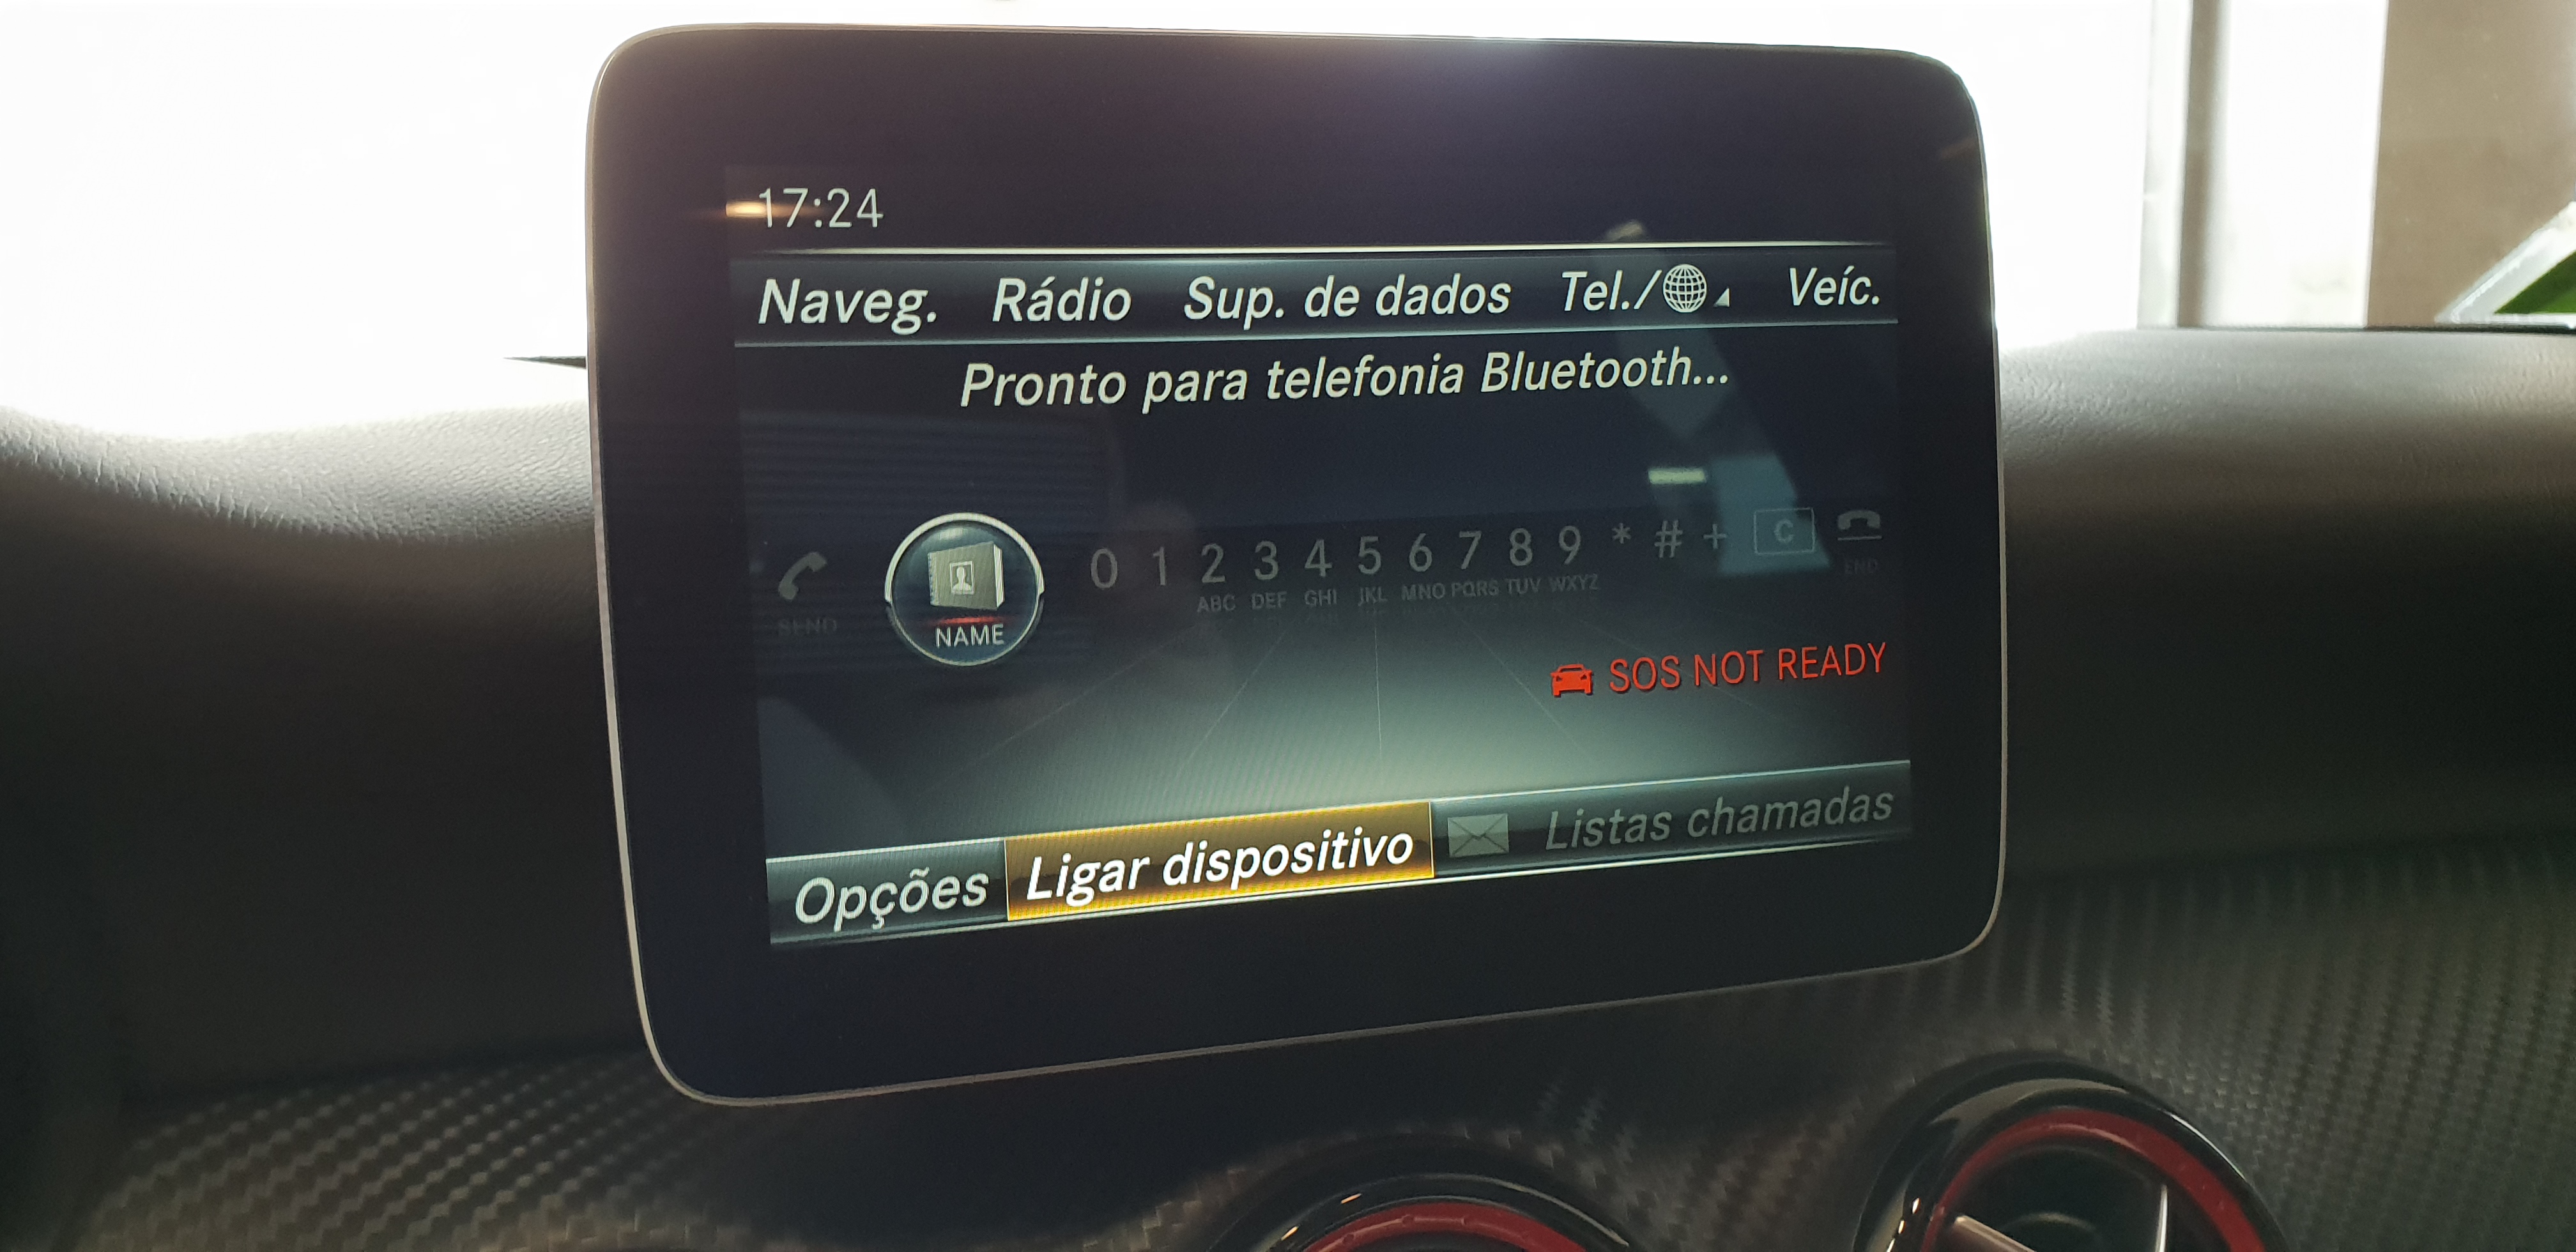 17:24
Naveg. Rádio Sup. de dados Tel./ Veíc.
Pronto para telefonia Bluetooth...
0 1 2 3 4 5 6 7 8 9 * # + C
ABC DEF GHI JKL MNO PQRS TUV WXYZ
SEND NAME END
SOS NOT READY
Opções Ligar dispositivo Listas chamadas